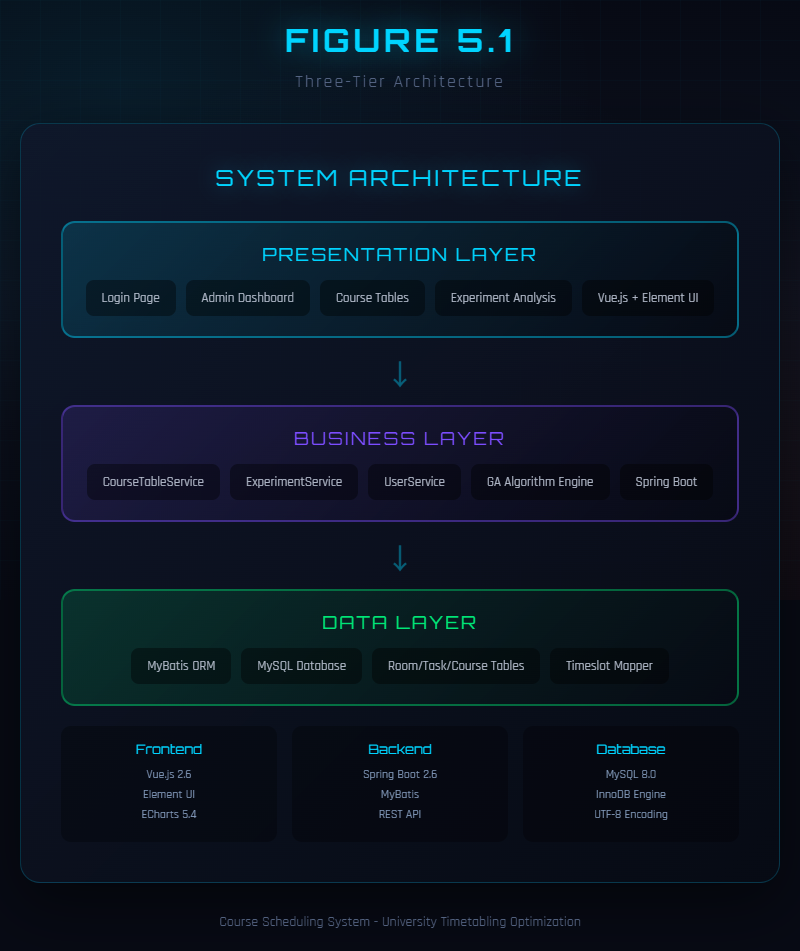 FIGURE 5.1
Three-Tier Architecture
SYSTEM ARCHITECTURE
PRESENTATION LAYER
Login Page Admin Dashboard Course Tables Experiment Analysis Vue.js + Element UI
↓
BUSINESS LAYER
CourseTableService ExperimentService UserService GA Algorithm Engine Spring Boot
↓
DATA LAYER
MyBatis ORM MySQL Database Room/Task/Course Tables Timeslot Mapper
Frontend
Vue.js 2.6
Element UI
ECharts 5.4
Backend
Spring Boot 2.6
MyBatis
REST API
Database
MySQL 8.0
InnoDB Engine
UTF-8 Encoding
Course Scheduling System - University Timetabling Optimization